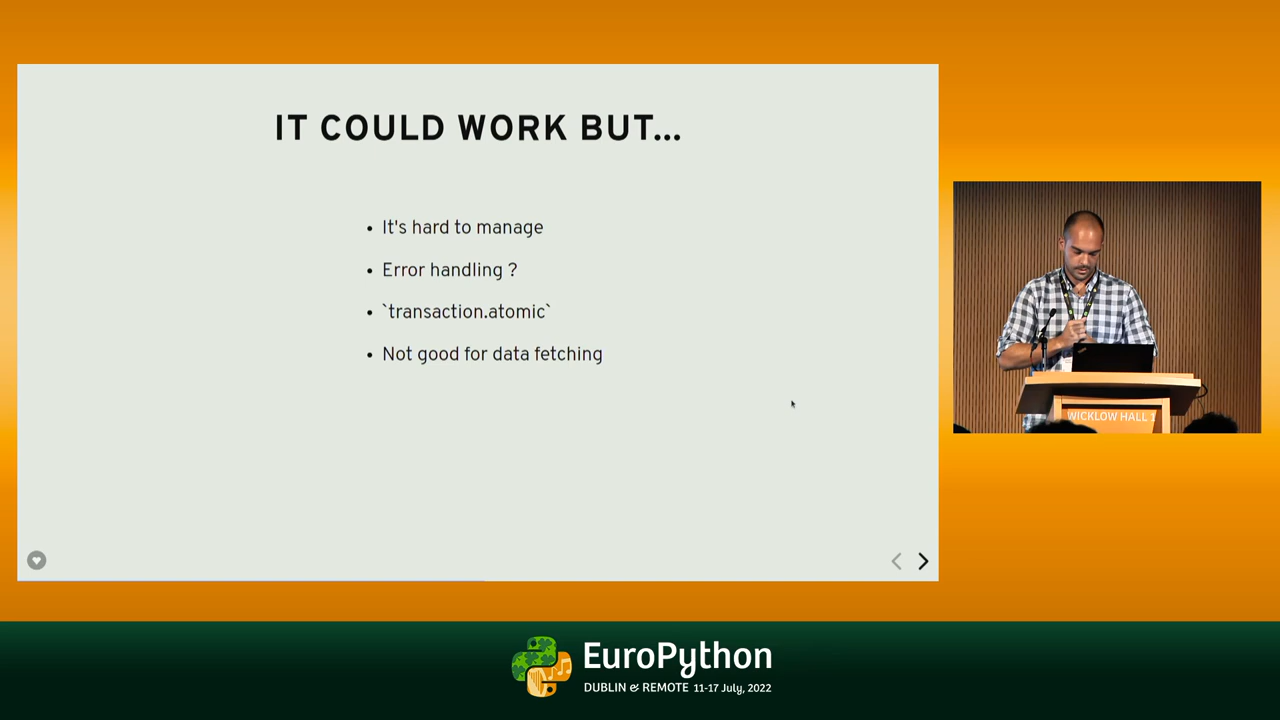 IT COULD WORK BUT...
• It's hard to manage
• Error handling ?
• `transaction.atomic`
• Not good for data fetching
WICKLOW HALL 1
EuroPython
DUBLIN & REMOTE 11-17 July, 2022